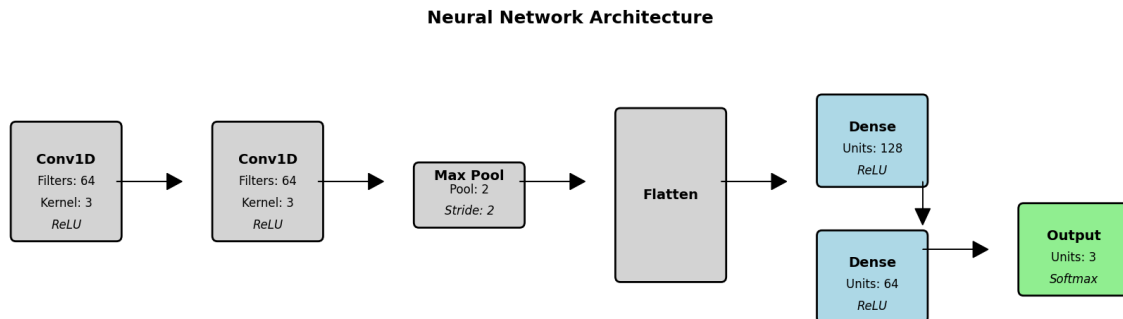 Neural Network Architecture
Conv1D
Filters: 64
Kernel: 3
ReLU
Conv1D
Filters: 64
Kernel: 3
ReLU
Max Pool
Pool: 2
Stride: 2
Flatten
Dense
Units: 128
ReLU
Dense
Units: 64
ReLU
Output
Units: 3
Softmax